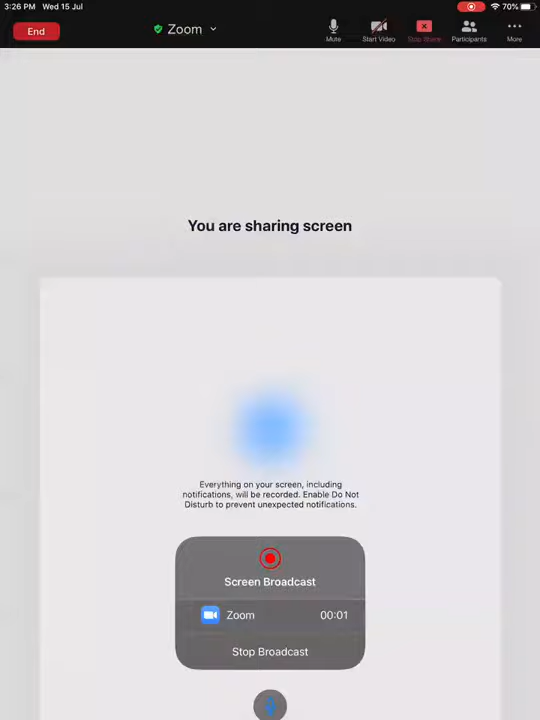 3:26 PM Wed 15 Jul
70%
End
Zoom
Mute
Start Video
Stop Share
Participants
More
You are sharing screen
Everything on your screen, including
notifications, will be recorded. Enable Do Not
Disturb to prevent unexpected notifications.
Screen Broadcast
Zoom 00:01
Stop Broadcast